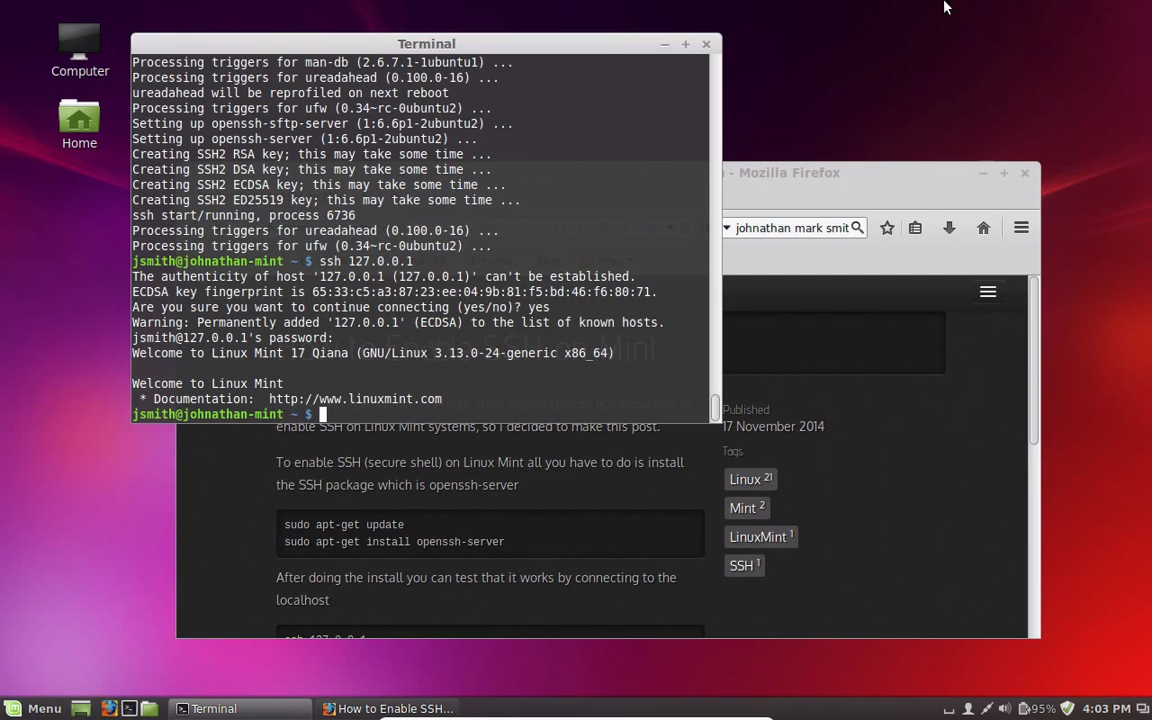 Computer
Home
Terminal
Processing triggers for man-db (2.6.7.1-1ubuntu1) ...
Processing triggers for ureadahead (0.100.0-16) ...
ureadahead will be reprofiled on next reboot
Processing triggers for ufw (0.34~rc-0ubuntu2) ...
Setting up openssh-sftp-server (1:6.6p1-2ubuntu2) ...
Setting up openssh-server (1:6.6p1-2ubuntu2) ...
Creating SSH2 RSA key; this may take some time ...
Creating SSH2 DSA key; this may take some time ...
Creating SSH2 ECDSA key; this may take some time ...
Creating SSH2 ED25519 key; this may take some time ...
ssh start/running, process 6736
Processing triggers for ureadahead (0.100.0-16) ...
Processing triggers for ufw (0.34~rc-0ubuntu2) ...
jsmith@johnathan-mint ~ $ ssh 127.0.0.1
The authenticity of host '127.0.0.1 (127.0.0.1)' can't be established.
ECDSA key fingerprint is 65:33:c5:a3:87:23:ee:04:9b:81:f5:bd:46:f6:80:71.
Are you sure you want to continue connecting (yes/no)? yes
Warning: Permanently added '127.0.0.1' (ECDSA) to the list of known hosts.
jsmith@127.0.0.1's password:
Welcome to Linux Mint 17 Qiana (GNU/Linux 3.13.0-24-generic x86_64)
Welcome to Linux Mint
* Documentation: http://www.linuxmint.com
jsmith@johnathan-mint ~ $
- Mozilla Firefox
johnathan mark smit
to Enable SSH on Mint
enable SSH on Linux Mint systems, so I decided to make this post.
To enable SSH (secure shell) on Linux Mint all you have to do is install
the SSH package which is openssh-server
sudo apt-get update
sudo apt-get install openssh-server
After doing the install you can test that it works by connecting to the
localhost
ssh 127.0.0.1
Published
17 November 2014
Tags
Linux 21
Mint 2
LinuxMint 1
SSH 1
Menu
Terminal
How to Enable SSH...
95%
4:03 PM